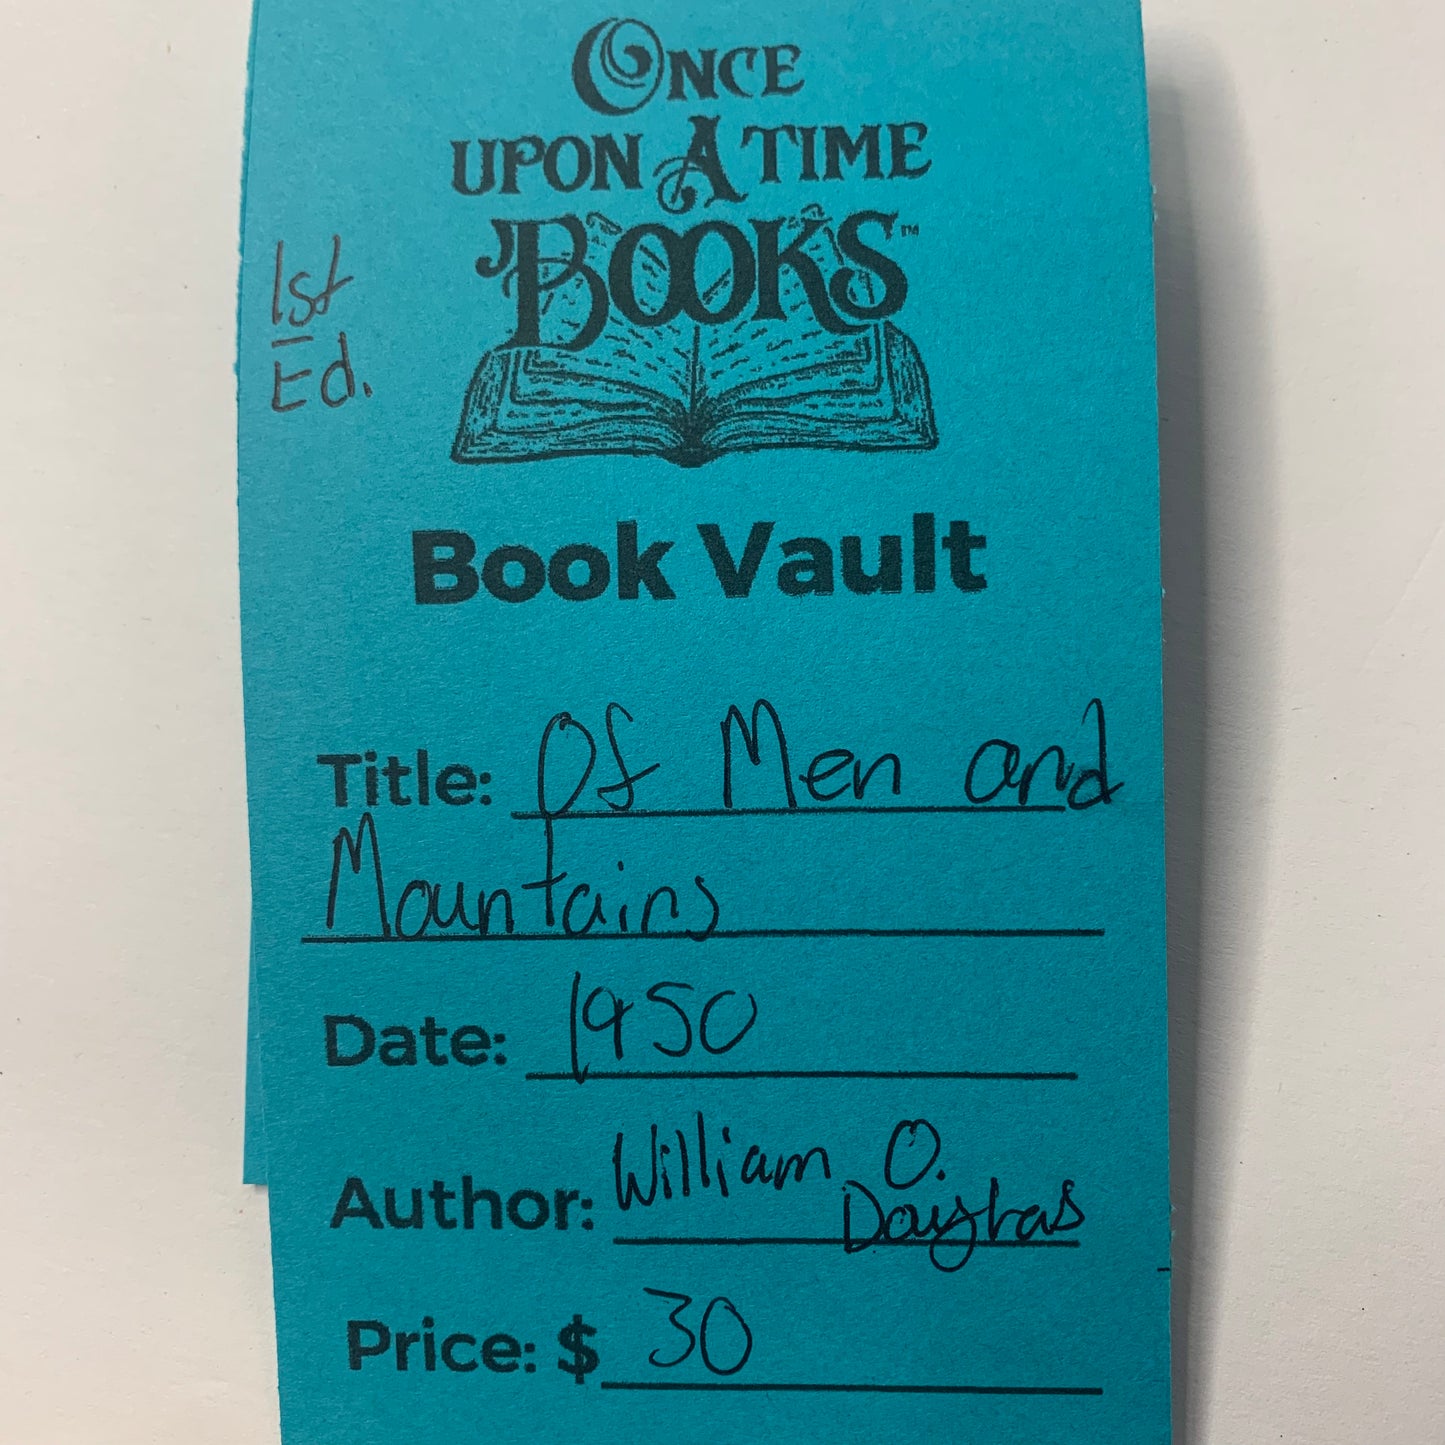 ONCE
UPON A TIME
BOOKS™
1st
Ed.
Book Vault
Title: Of Men and
Mountains
Date: 1950
Author: William O.
Douglas
Price: $ 30